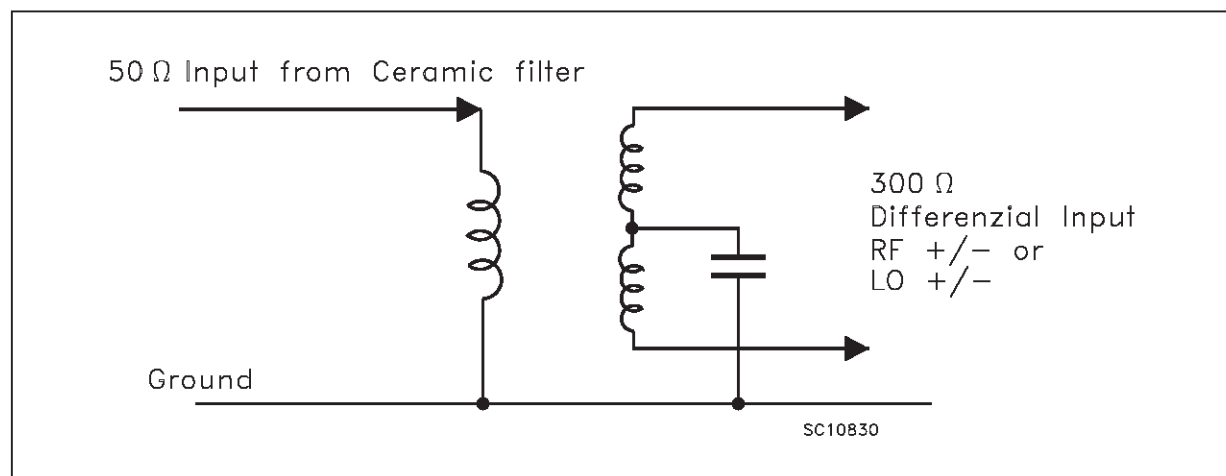 50 Ω Input from Ceramic filter
300 Ω
Differenzial Input
RF +/− or
LO +/−
Ground
SC10830